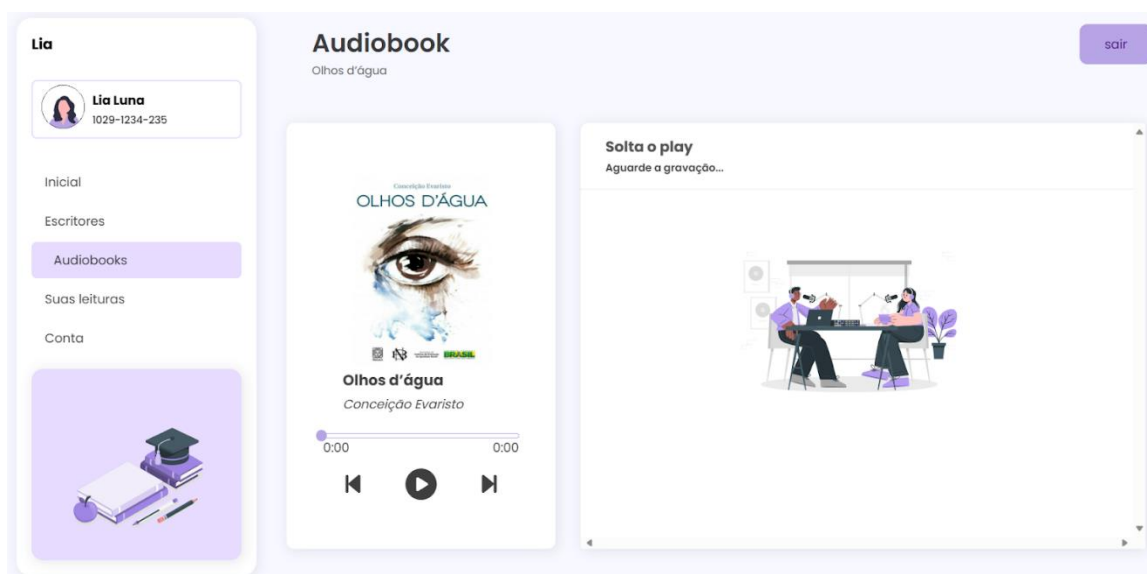 Lia
Lia Luna
1029-1234-235
Inicial
Escritores
Audiobooks
Suas leituras
Conta
Audiobook
Olhos d'água
sair
Conceição Evaristo
OLHOS D'ÁGUA
BRASIL
Olhos d'água
Conceição Evaristo
0:00 0:00
Solta o play
Aguarde a gravação...